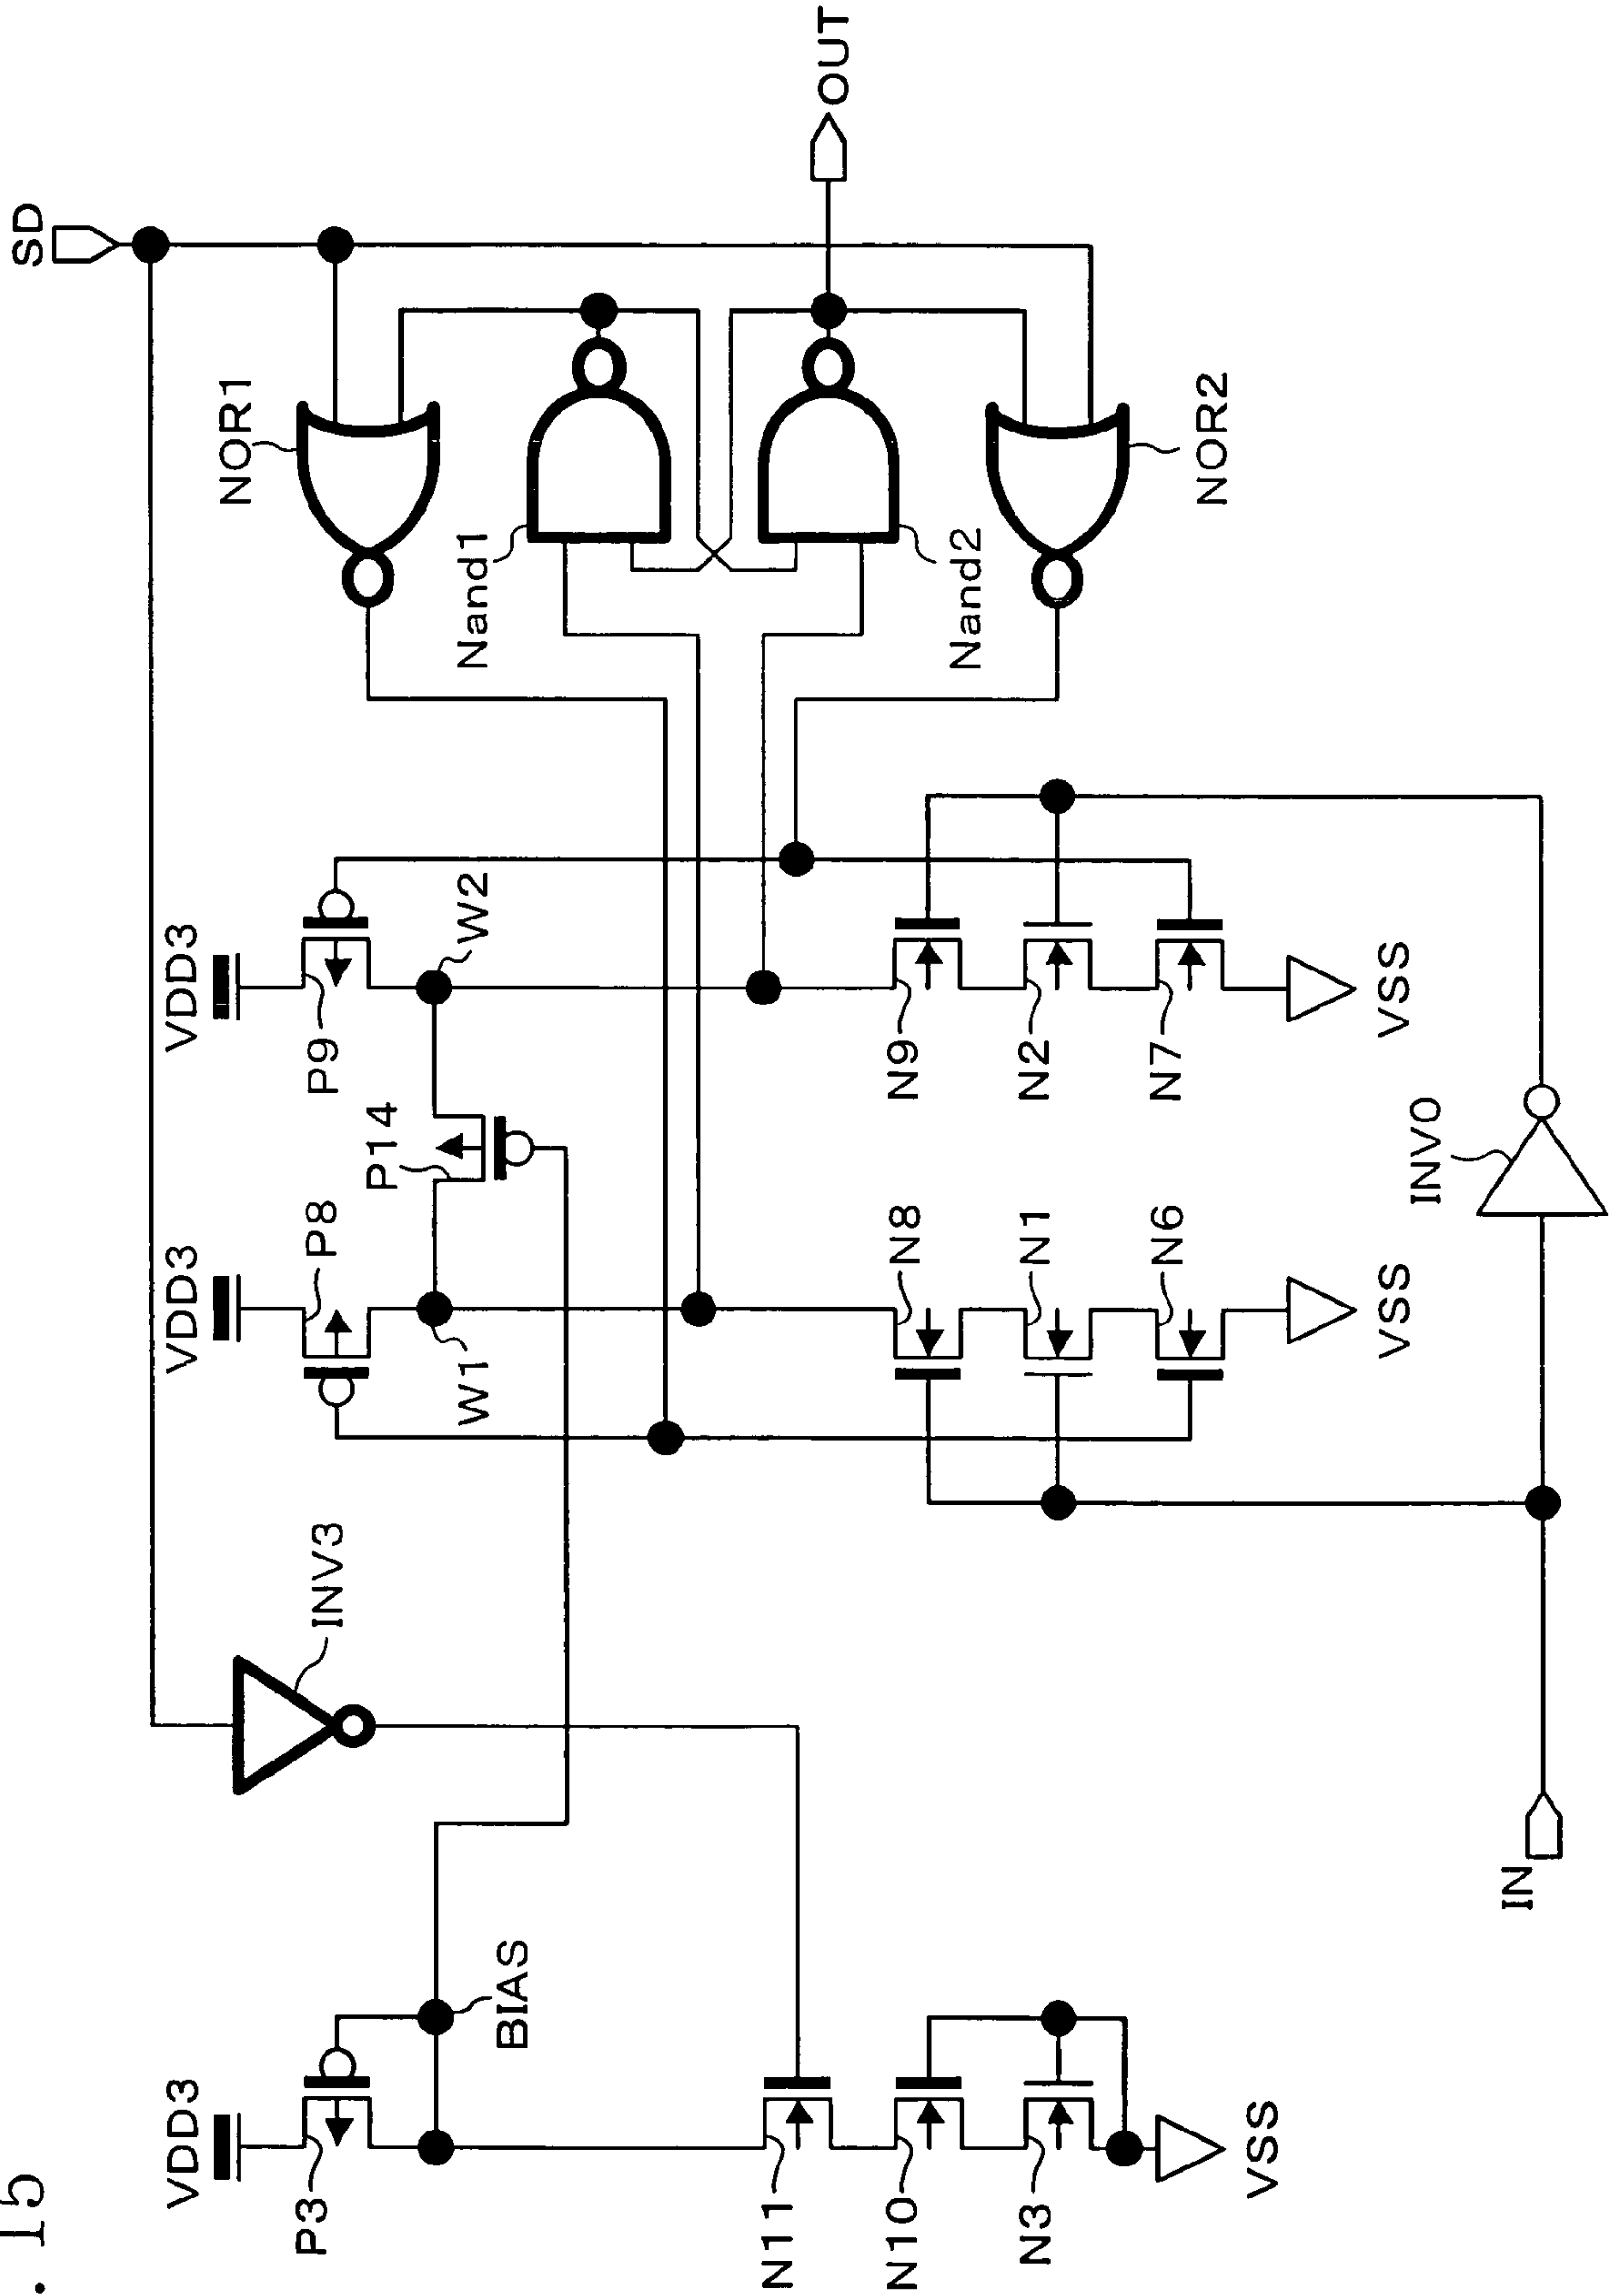 . 15
SD
OUT
NOR1
Nand1
Nand2
NOR2
VDD3
P9
W2
VDD3
P8
P14
W1
N9
N2
N7
VSS
N8
N1
N6
VSS
INV0
INV3
IN
VDD3
P3
BIAS
N11
N10
N3
VSS